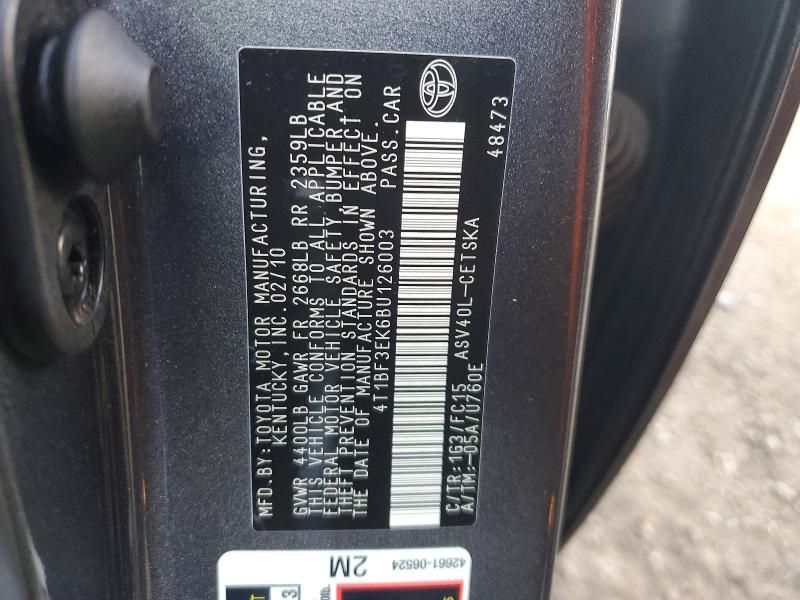 MFD.BY:TOYOTA MOTOR MANUFACTURING,
KENTUCKY, INC. 02/10
GVWR 4400LB GAWR FR 2668LB RR 2359LB
THIS VEHICLE CONFORMS TO ALL APPLICABLE
FEDERAL MOTOR VEHICLE SAFETY, BUMPER, AND
THEFT PREVENTION STANDARDS IN EFFECT ON
THE DATE OF MANUFACTURE SHOWN ABOVE.
4T1BF3EK6BU126003 PASS.CAR
C/TR:1G3/FC15 ASV40L-CETSKA
A/TM:-05A/U760E 48473
42661-06524
2M